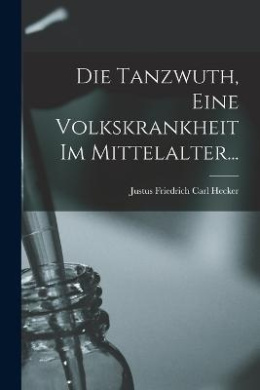 Die Tanzwuth,
Eine
Volkskrankheit
Im Mittelalter...
Justus Friedrich Carl Hecker